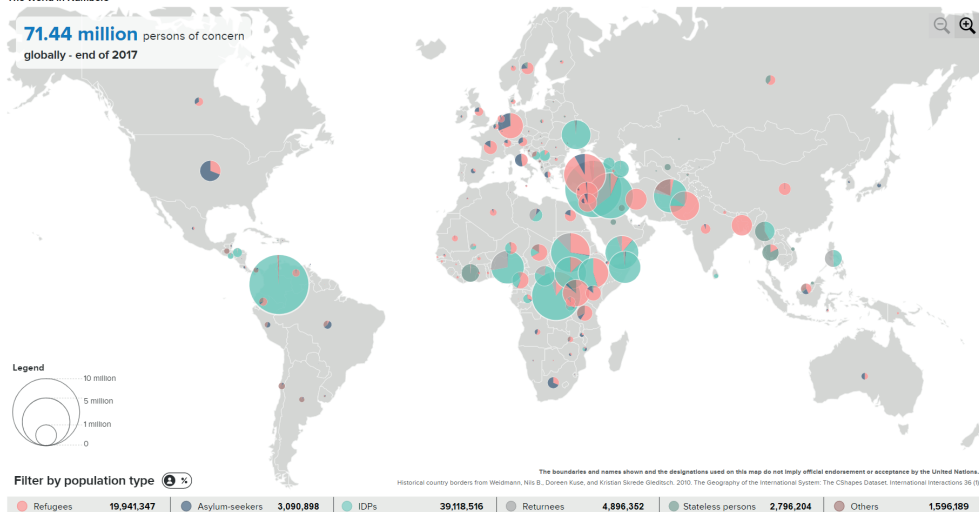 The World in Numbers
71.44 million persons of concern
globally - end of 2017
Legend
10 million
5 million
1 million
0
Filter by population type
%
The boundaries and names shown and the designations used on this map do not imply official endorsement or acceptance by the United Nations.
Historical country borders from Weidmann, Nils B., Doreen Kuse, and Kristian Skrede Gleditsch. 2010. The Geography of the International System: The CShapes Dataset. International Interactions 36 (1)
Refugees 19,941,347 Asylum-seekers 3,090,898 IDPs 39,118,516 Returnees 4,896,352 Stateless persons 2,796,204 Others 1,596,189